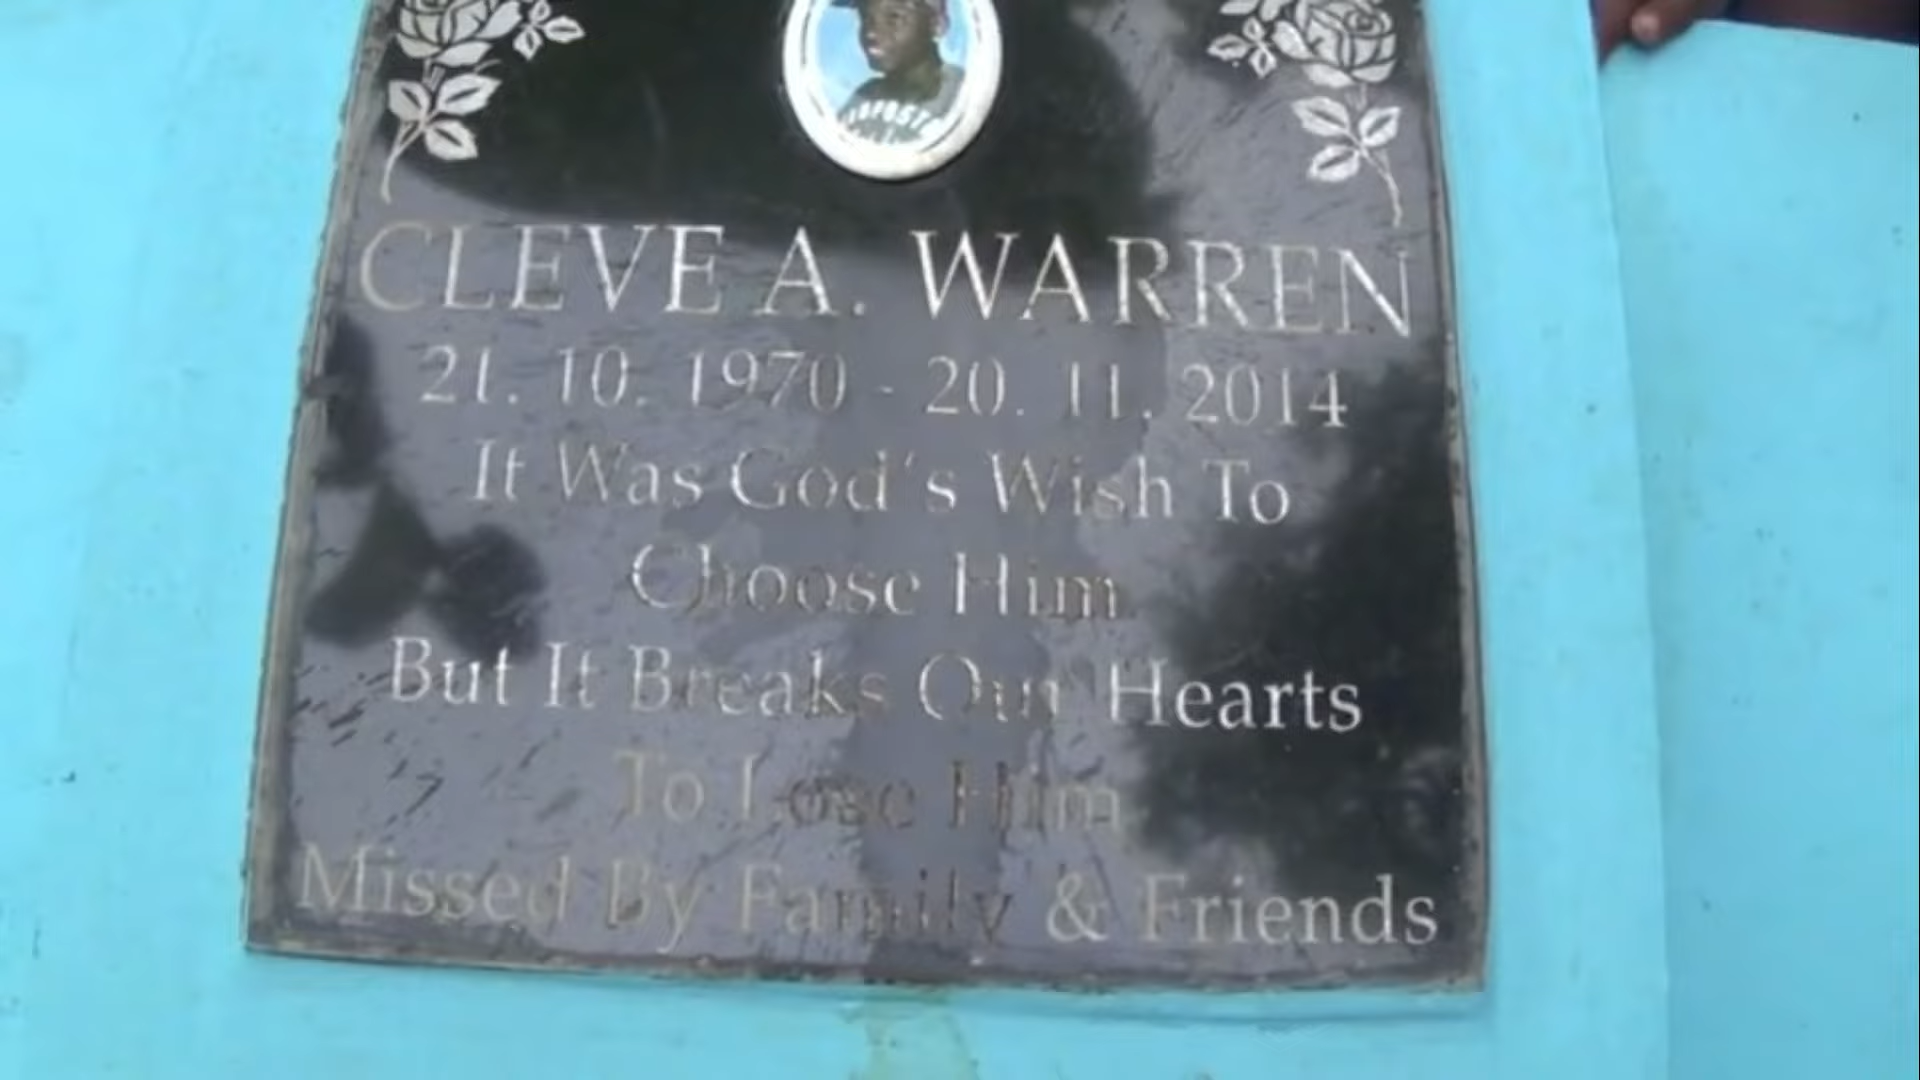 CLEVE A. WARREN
21. 10. 1970 - 20. 11. 2014
It Was God's Wish To
Choose Him
But It Breaks Our Hearts
To Lose Him
Missed By Family & Friends